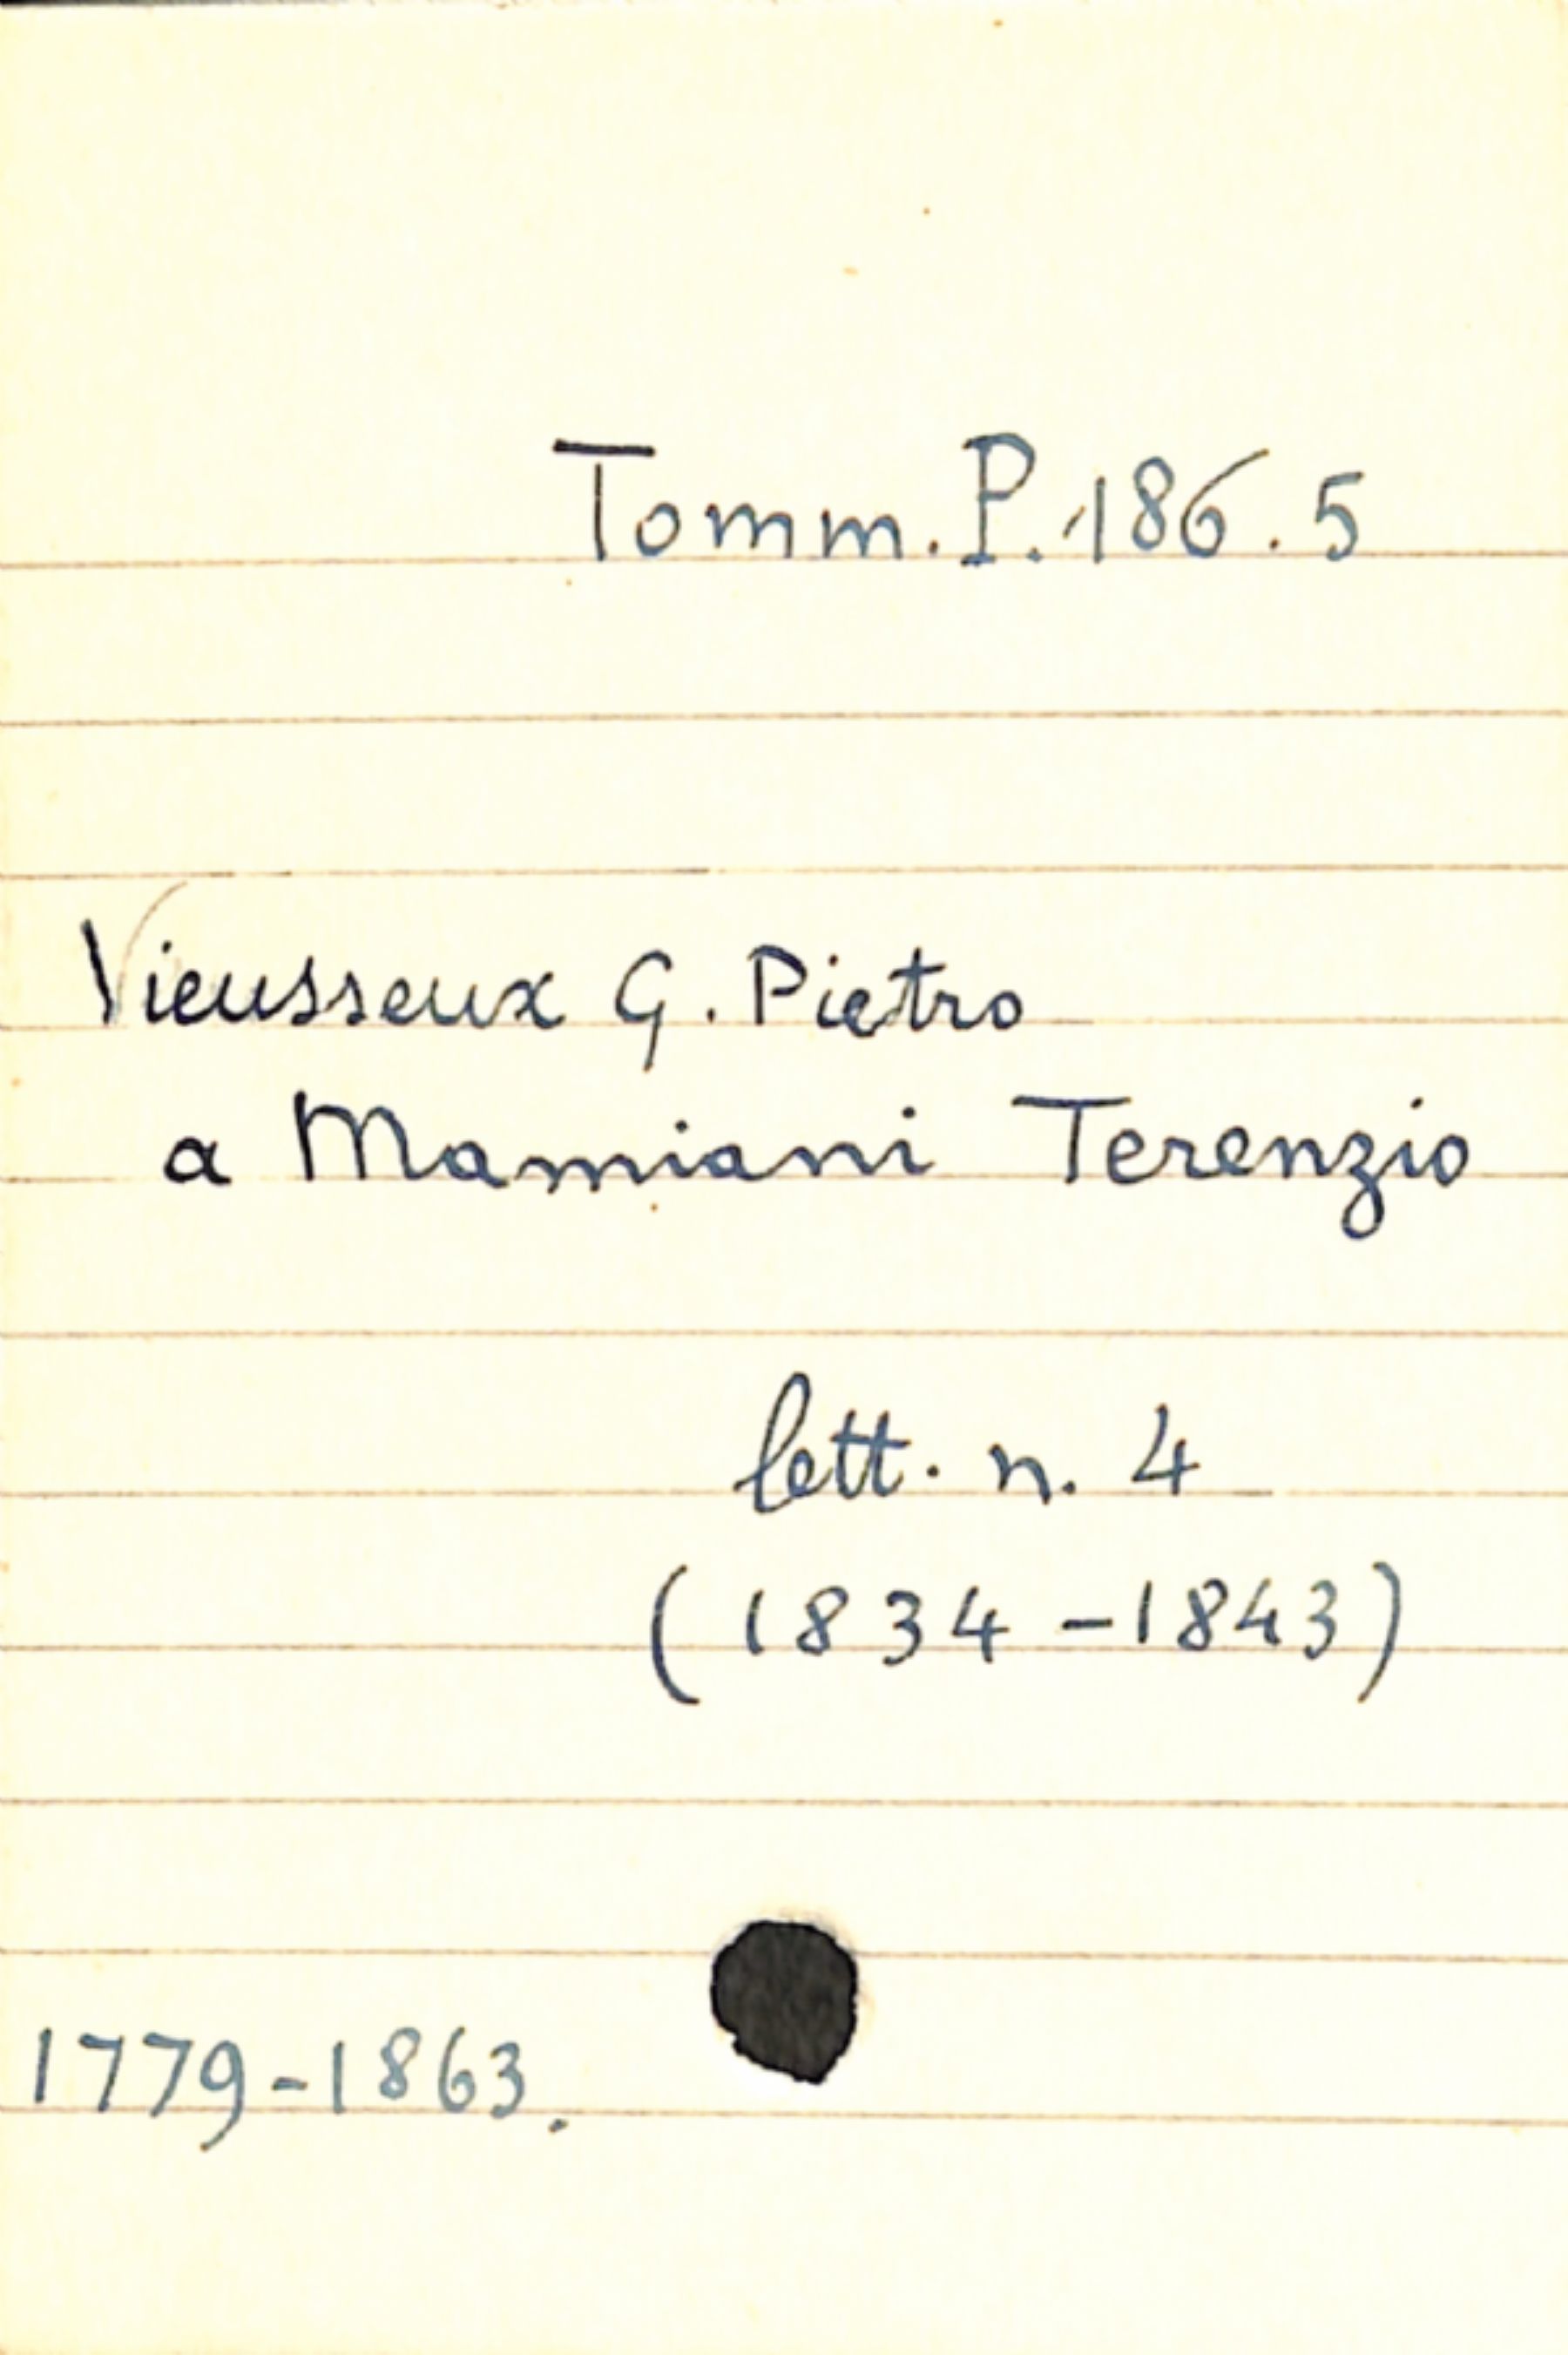 Tomm. P. 186. 5
Vieusseux G. Pietro
a Mamiani Terenzio
lett. n. 4
(1834-1843)
1779-1863.